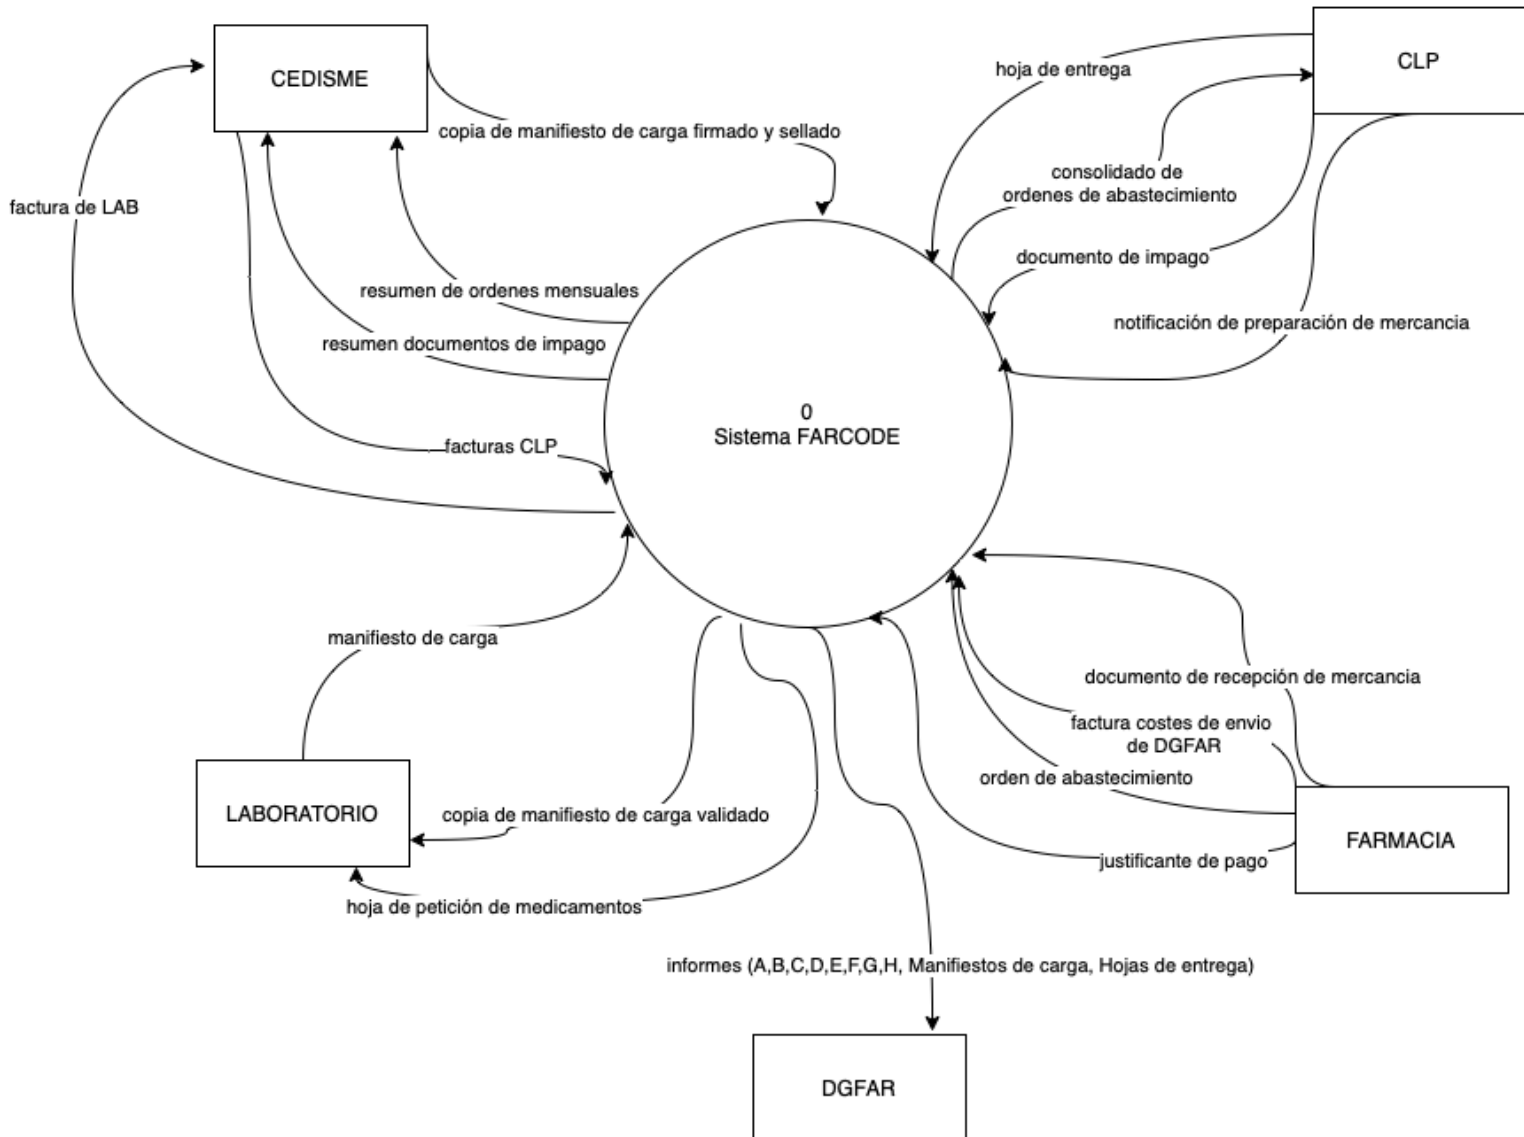 CLP
hoja de entrega
CEDISME
copia de manifiesto de carga firmado y sellado
consolidado de
ordenes de abastecimiento
factura de LAB
documento de impago
resumen de ordenes mensuales
notificación de preparación de mercancia
resumen documentos de impago
0
Sistema FARCODE
facturas CLP
manifiesto de carga
documento de recepción de mercancia
factura costes de envio
de DGFAR
orden de abastecimiento
LABORATORIO
copia de manifiesto de carga validado
FARMACIA
justificante de pago
hoja de petición de medicamentos
informes (A,B,C,D,E,F,G,H, Manifiestos de carga, Hojas de entrega)
DGFAR